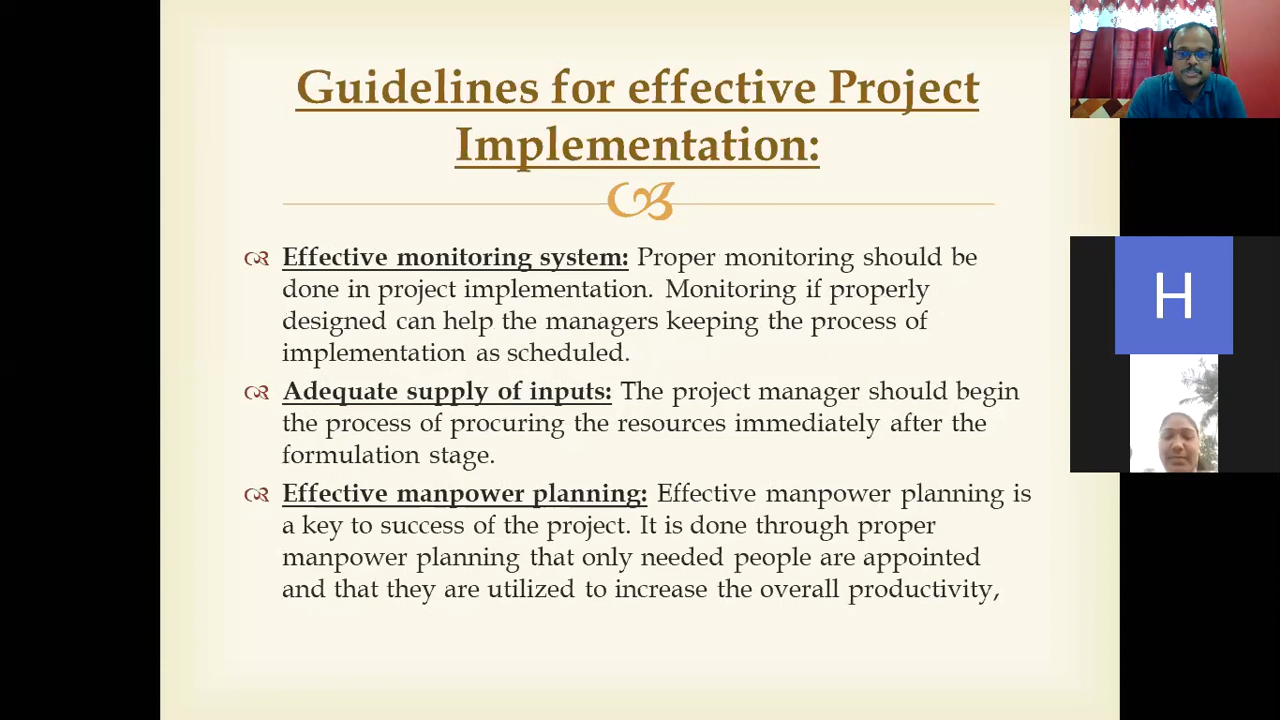 Guidelines for effective Project
Implementation:
Effective monitoring system: Proper monitoring should be
done in project implementation. Monitoring if properly
designed can help the managers keeping the process of
implementation as scheduled.
Adequate supply of inputs: The project manager should begin
the process of procuring the resources immediately after the
formulation stage.
Effective manpower planning: Effective manpower planning is
a key to success of the project. It is done through proper
manpower planning that only needed people are appointed
and that they are utilized to increase the overall productivity,
H